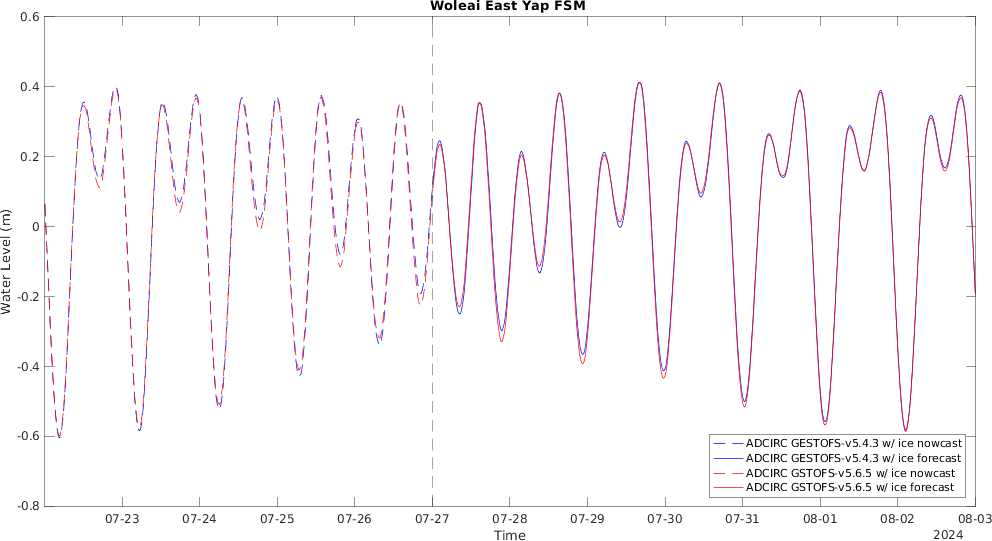 Woleai East Yap FSM
0.6
0.4
0.2
0
-0.2
-0.4
-0.6
-0.8
Water Level (m)
ADCIRC GESTOFS-v5.4.3 w/ ice nowcast
ADCIRC GESTOFS-v5.4.3 w/ ice forecast
ADCIRC GSTOFS-v5.6.5 w/ ice nowcast
ADCIRC GSTOFS-v5.6.5 w/ ice forecast
07-23 07-24 07-25 07-26 07-27 07-28 07-29 07-30 07-31 08-01 08-02 08-03
Time
2024